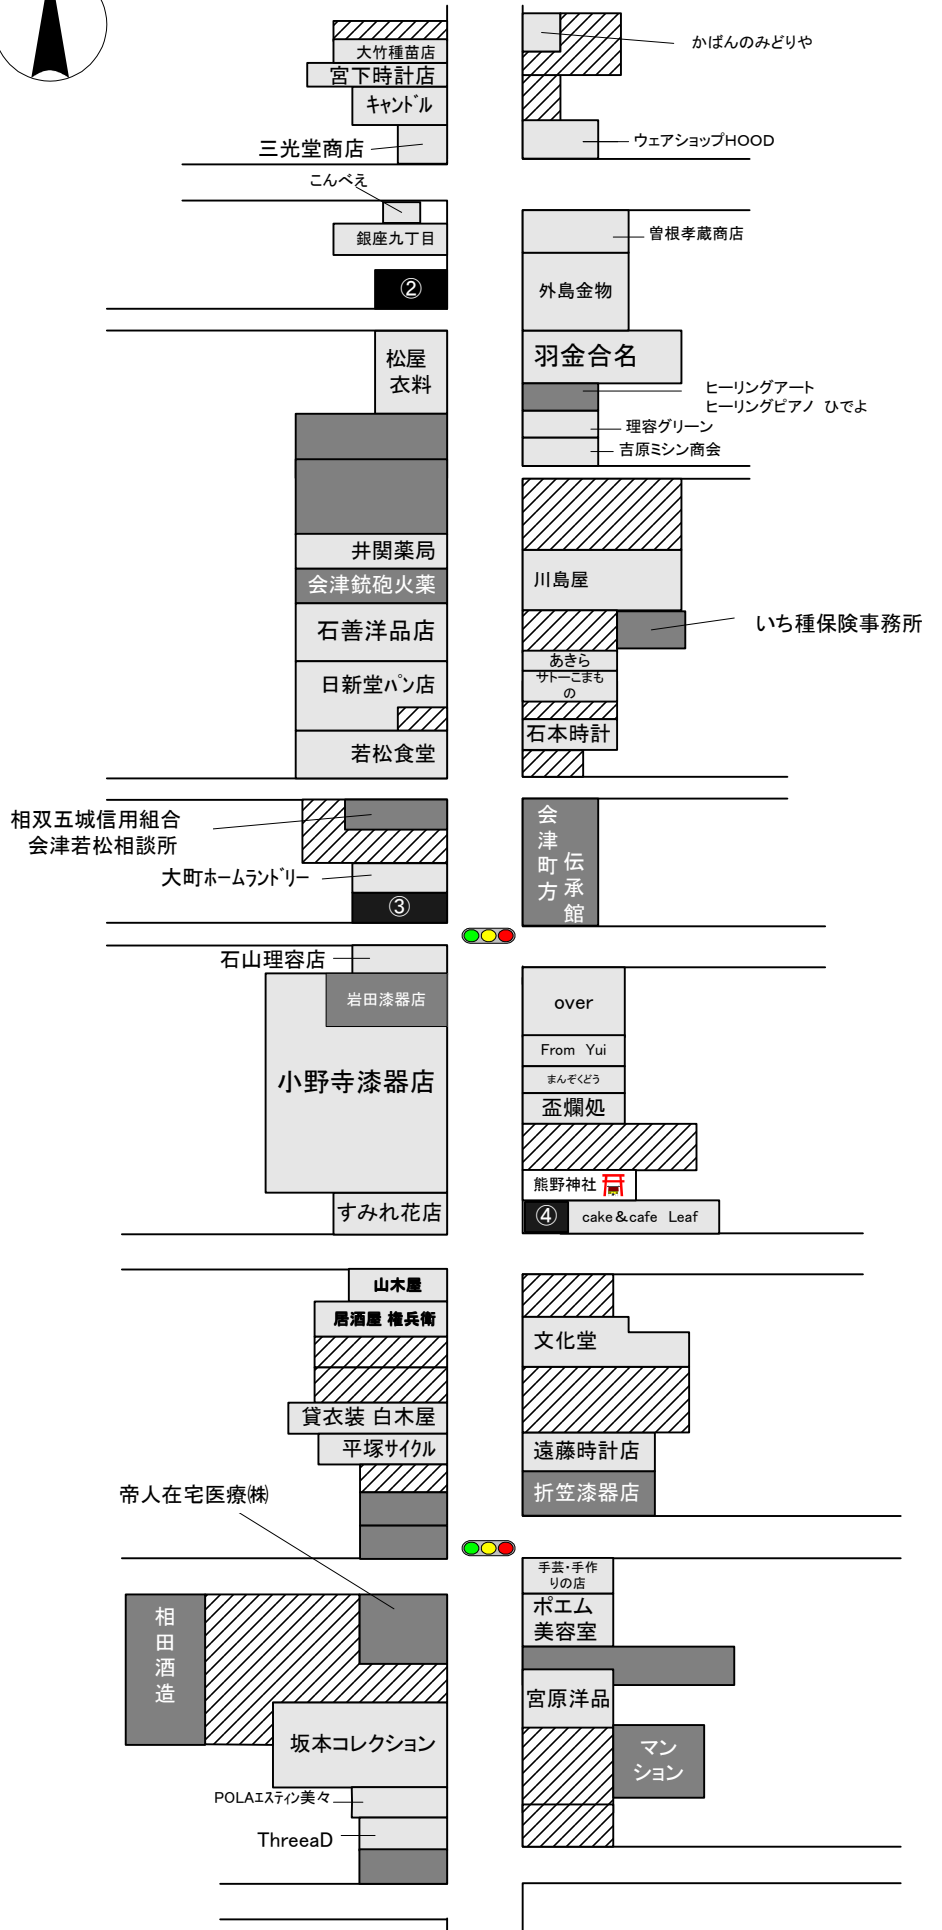 大竹種苗店
宮下時計店
キャンドル
三光堂商店
こんべえ
銀座九丁目
②
松屋
衣料
井関薬局
会津銃砲火薬
石善洋品店
日新堂パン店
若松食堂
相双五城信用組合
会津若松相談所
大町ホームランドリー
③
石山理容店
岩田漆器店
小野寺漆器店
すみれ花店
山木屋
居酒屋 権兵衛
貸衣装 白木屋
平塚サイクル
帝人在宅医療㈱
相田酒造
坂本コレクション
POLAエスティン美々
ThreeaD
かばんのみどりや
ウェアショップHOOD
曽根孝蔵商店
外島金物
羽金合名
ヒーリングアート
ヒーリングピアノ ひでよ
理容グリーン
吉原ミシン商会
川島屋
いち種保険事務所
あきら
サトーこまも
の
石本時計
会津町方
伝承館
over
From Yui
まんぞくどう
盃爛処
熊野神社
④
cake＆cafe Leaf
文化堂
遠藤時計店
折笠漆器店
手芸・手作
りの店
ポエム
美容室
宮原洋品
マン
ション